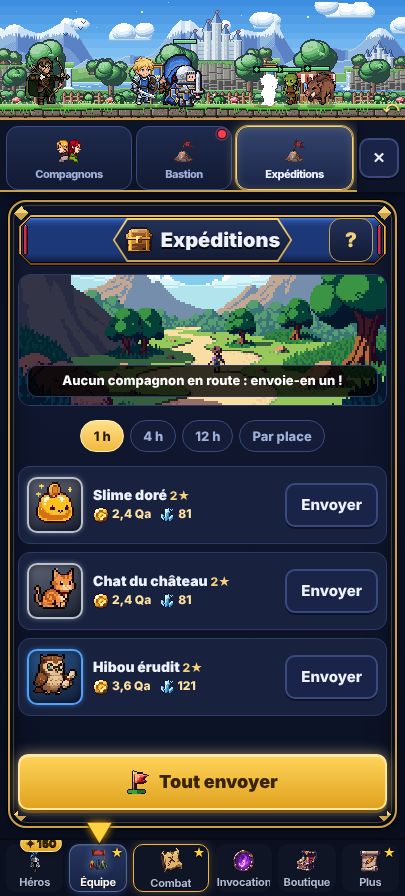 Compagnons
Bastion
Expéditions
×
Expéditions
?
Aucun compagnon en route : envoie-en un !
1 h
4 h
12 h
Par place
Slime doré 2★
2,4 Qa 81
Envoyer
Chat du château 2★
2,4 Qa 81
Envoyer
Hibou érudit 2★
3,6 Qa 121
Envoyer
Tout envoyer
✦ 150
Héros
Équipe
Combat
Invocation
Boutique
Plus